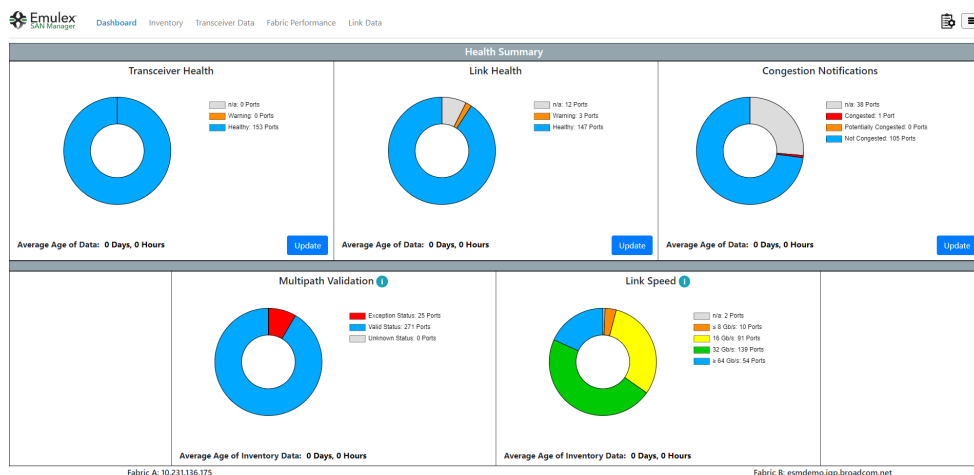 Emulex
SAN Manager
Dashboard Inventory Transceiver Data Fabric Performance Link Data
Health Summary
Transceiver Health
n/a: 0 Ports
Warning: 0 Ports
Healthy: 153 Ports
Average Age of Data: 0 Days, 0 Hours
Update
Link Health
n/a: 12 Ports
Warning: 3 Ports
Healthy: 147 Ports
Average Age of Data: 0 Days, 0 Hours
Update
Congestion Notifications
n/a: 38 Ports
Congested: 1 Port
Potentially Congested: 0 Ports
Not Congested: 105 Ports
Average Age of Data: 0 Days, 0 Hours
Update
Multipath Validation i
Exception Status: 25 Ports
Valid Status: 271 Ports
Unknown Status: 0 Ports
Average Age of Inventory Data: 0 Days, 0 Hours
Link Speed i
n/a: 2 Ports
≤ 8 Gb/s: 10 Ports
16 Gb/s: 91 Ports
32 Gb/s: 139 Ports
≥ 64 Gb/s: 54 Ports
Average Age of Inventory Data: 0 Days, 0 Hours
Fabric A: 10.231.136.175
Fabric B: esmdemo.igp.broadcom.net